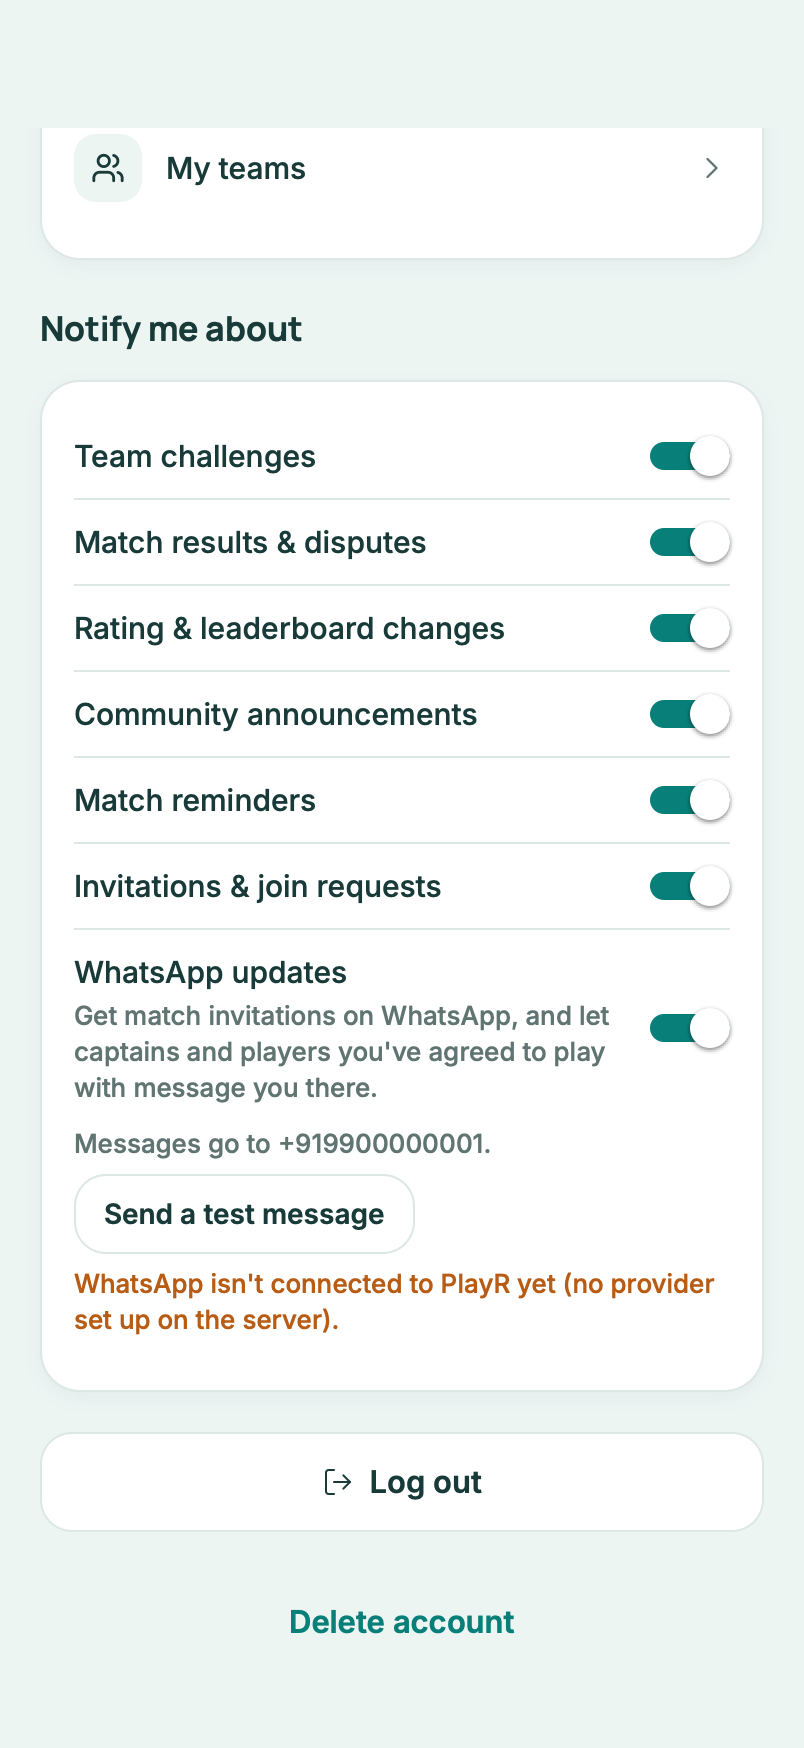 My teams
Notify me about
Team challenges
Match results & disputes
Rating & leaderboard changes
Community announcements
Match reminders
Invitations & join requests
WhatsApp updates
Get match invitations on WhatsApp, and let
captains and players you've agreed to play
with message you there.
Messages go to +919900000001.
Send a test message
WhatsApp isn't connected to PlayR yet (no provider
set up on the server).
Log out
Delete account